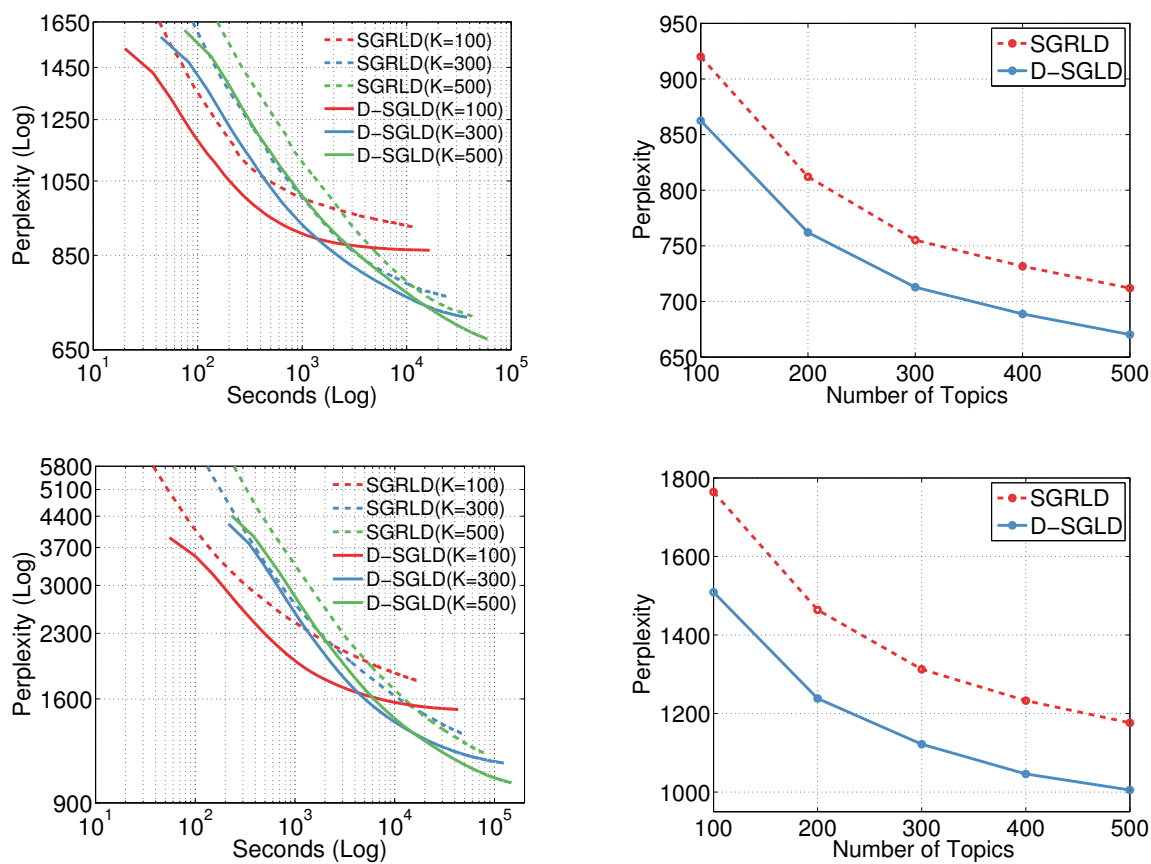 1650
1450
1250
1050
850
650
Perplexity (Log)
SGRLD(K=100)
SGRLD(K=300)
SGRLD(K=500)
D-SGLD(K=100)
D-SGLD(K=300)
D-SGLD(K=500)
10^1 10^2 10^3 10^4 10^5
Seconds (Log)
950
900
850
800
750
700
650
Perplexity
SGRLD
D-SGLD
100 200 300 400 500
Number of Topics
5800
5100
4400
3700
3000
2300
1600
900
Perplexity (Log)
SGRLD(K=100)
SGRLD(K=300)
SGRLD(K=500)
D-SGLD(K=100)
D-SGLD(K=300)
D-SGLD(K=500)
10^1 10^2 10^3 10^4 10^5
Seconds (Log)
1800
1600
1400
1200
1000
Perplexity
SGRLD
D-SGLD
100 200 300 400 500
Number of Topics